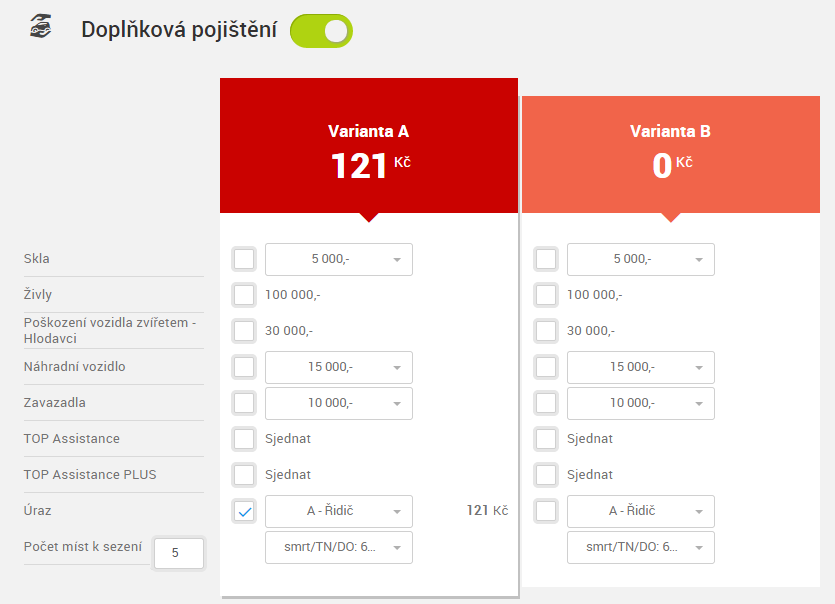 Doplňková pojištění
Varianta A
121 Kč
Varianta B
0 Kč
Skla 5 000,- 5 000,-
Živly 100 000,- 100 000,-
Poškození vozidla zvířetem -
Hlodavci 30 000,- 30 000,-
Náhradní vozidlo 15 000,- 15 000,-
Zavazadla 10 000,- 10 000,-
TOP Assistance Sjednat Sjednat
TOP Assistance PLUS Sjednat Sjednat
Úraz A - Řidič 121 Kč A - Řidič
Počet míst k sezení 5 smrt/TN/DO: 6... smrt/TN/DO: 6...